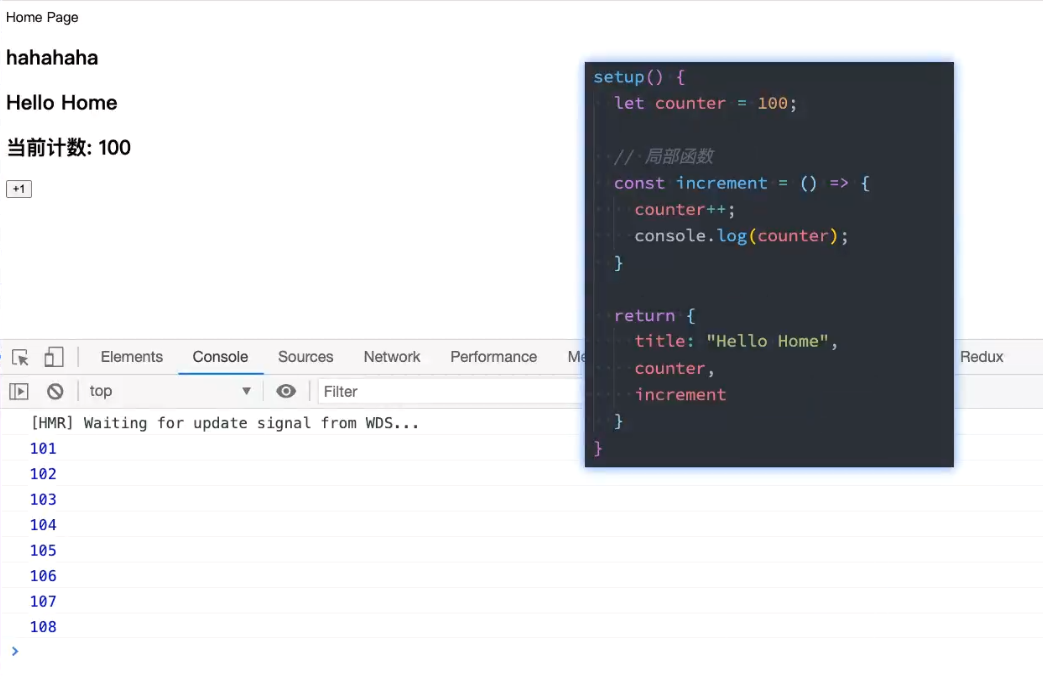 Home Page
hahahaha
Hello Home
当前计数: 100
+1
setup() {
let counter = 100;
// 局部函数
const increment = () => {
counter++;
console.log(counter);
}
return {
title: "Hello Home",
counter,
increment
}
}
Elements Console Sources Network Performance Me Redux
top Filter
[HMR] Waiting for update signal from WDS...
101
102
103
104
105
106
107
108